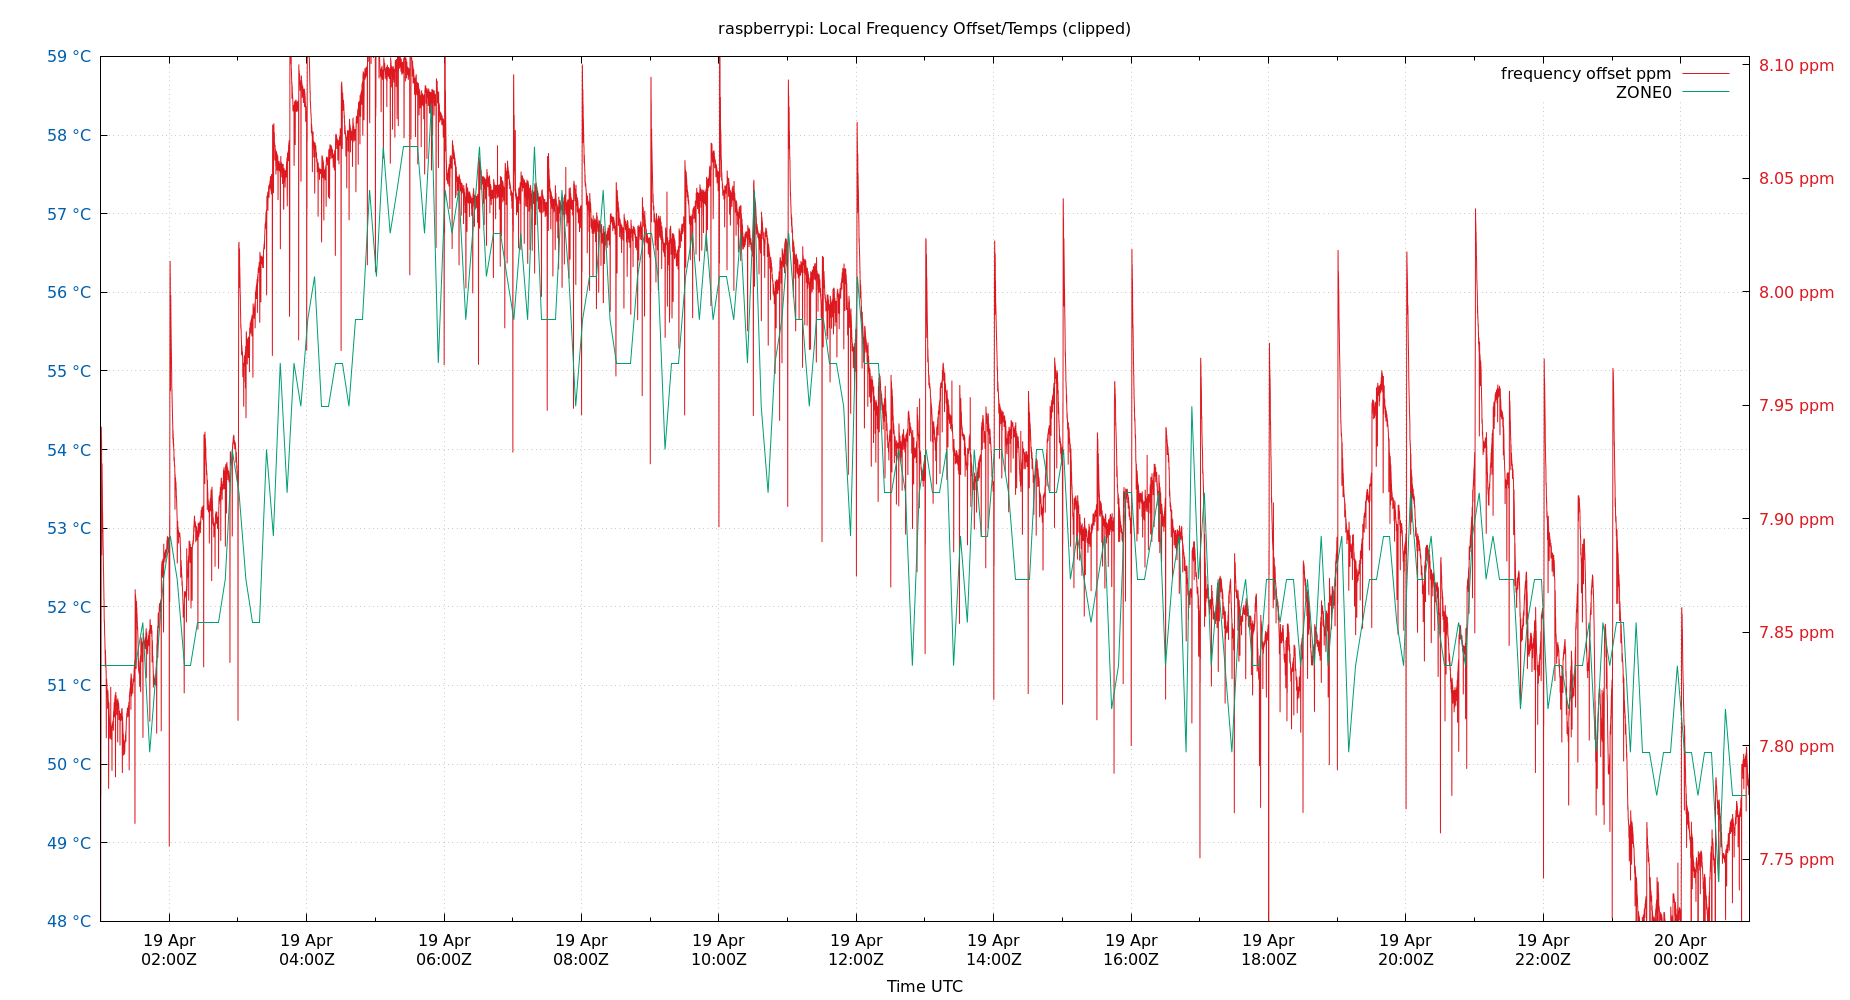 raspberrypi: Local Frequency Offset/Temps (clipped)
59 °C
58 °C
57 °C
56 °C
55 °C
54 °C
53 °C
52 °C
51 °C
50 °C
49 °C
48 °C
frequency offset ppm
ZONE0
8.10 ppm
8.05 ppm
8.00 ppm
7.95 ppm
7.90 ppm
7.85 ppm
7.80 ppm
7.75 ppm
19 Apr 19 Apr 19 Apr 19 Apr 19 Apr 19 Apr 19 Apr 19 Apr 19 Apr 19 Apr 19 Apr 20 Apr
02:00Z 04:00Z 06:00Z 08:00Z 10:00Z 12:00Z 14:00Z 16:00Z 18:00Z 20:00Z 22:00Z 00:00Z
Time UTC